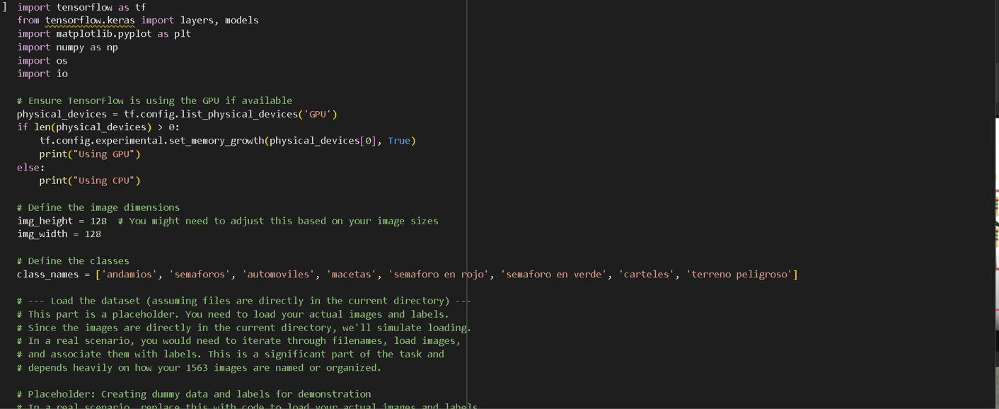 ] import tensorflow as tf
from tensorflow.keras import layers, models
import matplotlib.pyplot as plt
import numpy as np
import os
import io
# Ensure TensorFlow is using the GPU if available
physical_devices = tf.config.list_physical_devices('GPU')
if len(physical_devices) > 0:
    tf.config.experimental.set_memory_growth(physical_devices[0], True)
    print("Using GPU")
else:
    print("Using CPU")
# Define the image dimensions
img_height = 128  # You might need to adjust this based on your image sizes
img_width = 128
# Define the classes
class_names = ['andamios', 'semaforos', 'automoviles', 'macetas', 'semaforo en rojo', 'semaforo en verde', 'carteles', 'terreno peligroso']
# --- Load the dataset (assuming files are directly in the current directory) ---
# This part is a placeholder. You need to load your actual images and labels.
# Since the images are directly in the current directory, we'll simulate loading.
# In a real scenario, you would need to iterate through filenames, load images,
# and associate them with labels. This is a significant part of the task and
# depends heavily on how your 1563 images are named or organized.
# Placeholder: Creating dummy data and labels for demonstration
# In a real scenario, replace this with code to load your actual images and labels